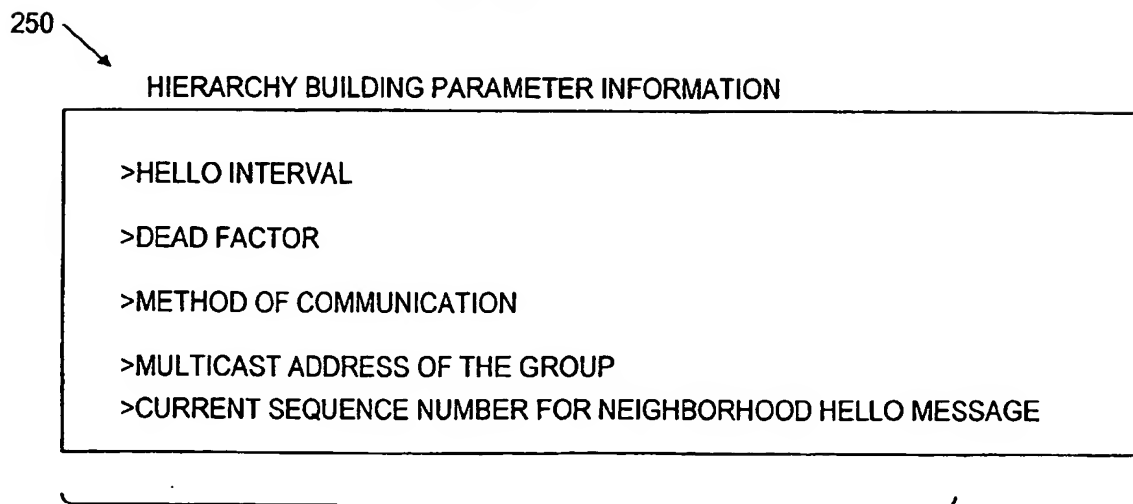 250
HIERARCHY BUILDING PARAMETER INFORMATION
>HELLO INTERVAL
>DEAD FACTOR
>METHOD OF COMMUNICATION
>MULTICAST ADDRESS OF THE GROUP
>CURRENT SEQUENCE NUMBER FOR NEIGHBORHOOD HELLO MESSAGE